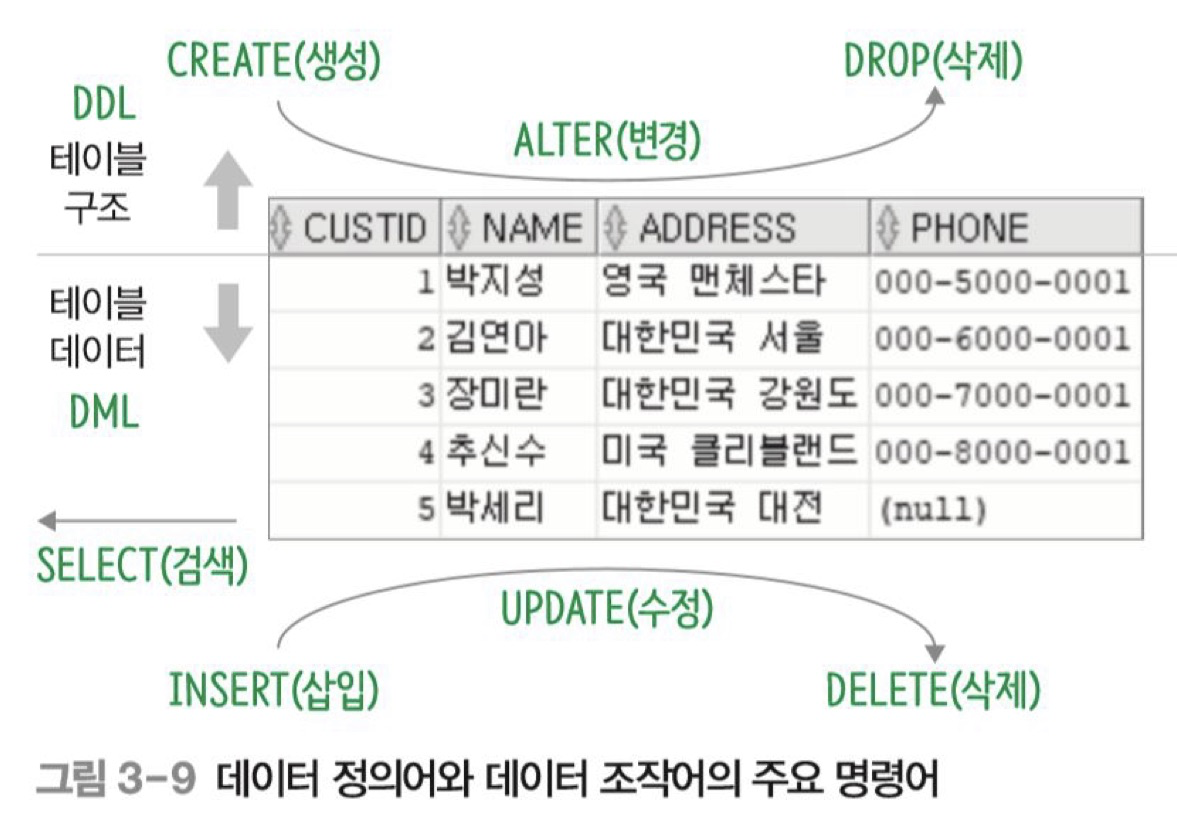 CREATE(생성)
DROP(삭제)
DDL
ALTER(변경)
테이블
구조
CUSTID NAME ADDRESS PHONE
1 박지성 영국 맨체스타 000-5000-0001
테이블
데이터
2 김연아 대한민국 서울 000-6000-0001
3 장미란 대한민국 강원도 000-7000-0001
DML
4 추신수 미국 클리블랜드 000-8000-0001
5 박세리 대한민국 대전 (null)
SELECT(검색)
UPDATE(수정)
INSERT(삽입)
DELETE(삭제)
그림 3-9 데이터 정의어와 데이터 조작어의 주요 명령어